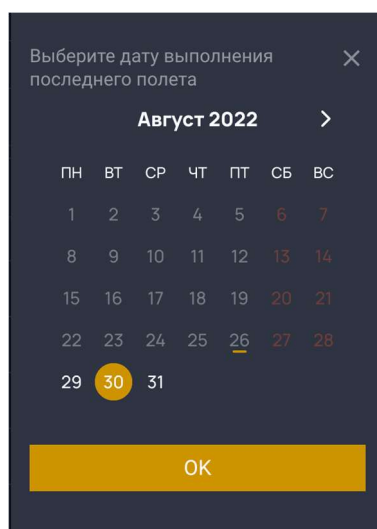 Выберите дату выполнения
последнего полета
Август 2022
ПН ВТ СР ЧТ ПТ СБ ВС
1 2 3 4 5 6 7
8 9 10 11 12 13 14
15 16 17 18 19 20 21
22 23 24 25 26 27 28
29 30 31
ОК